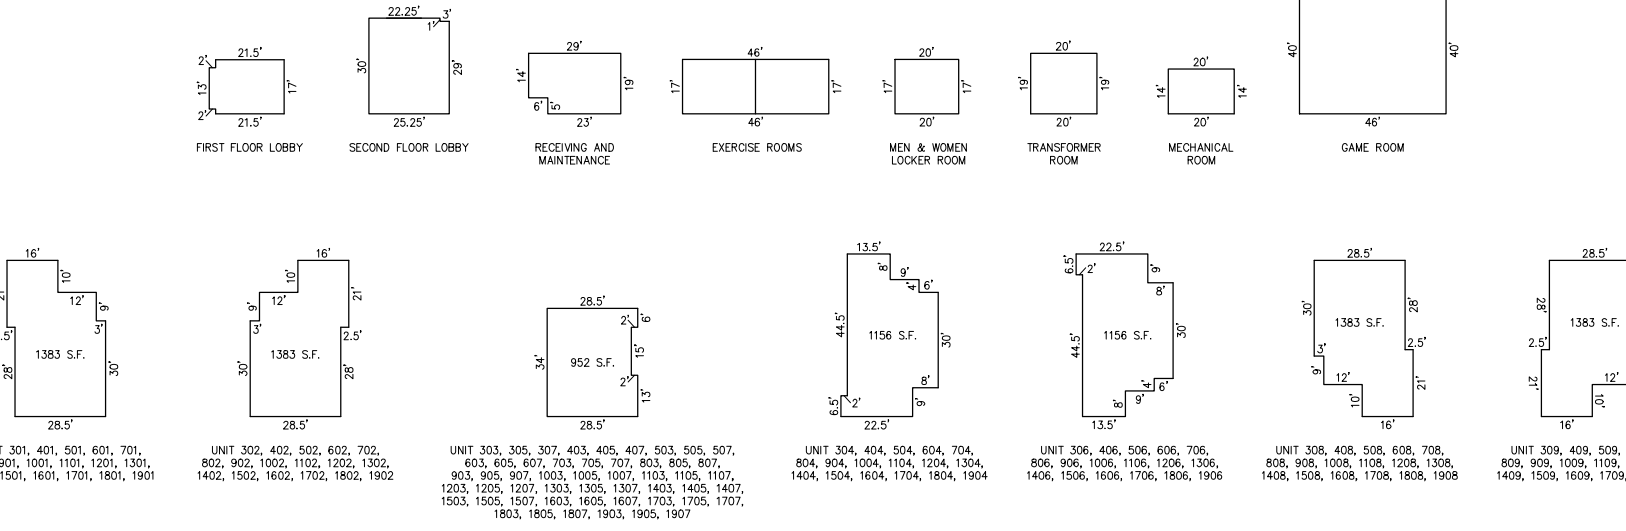 22.25'
3'
1'
30'
29'
25.25'
SECOND FLOOR LOBBY
21.5'
2'
13'
17'
2'
21.5'
FIRST FLOOR LOBBY
29'
14'
19'
6'
5'
23'
RECEIVING AND
MAINTENANCE
46'
17'
17'
46'
EXERCISE ROOMS
20'
17'
17'
20'
MEN & WOMEN
LOCKER ROOM
20'
19'
19'
20'
TRANSFORMER
ROOM
20'
14'
14'
20'
MECHANICAL
ROOM
40'
40'
46'
GAME ROOM
16'
10'
21'
12'
9'
3'
.5'
1383 S.F.
28'
30'
28.5'
T 301, 401, 501, 601, 701,
901, 1001, 1101, 1201, 1301,
1501, 1601, 1701, 1801, 1901
16'
10'
21'
12'
9'
3'
2.5'
1383 S.F.
30'
28'
28.5'
UNIT 302, 402, 502, 602, 702,
802, 902, 1002, 1102, 1202, 1302,
1402, 1502, 1602, 1702, 1802, 1902
28.5'
2'
6'
34'
15'
952 S.F.
2'
13'
28.5'
UNIT 303, 305, 307, 403, 405, 407, 503, 505, 507,
603, 605, 607, 703, 705, 707, 803, 805, 807,
903, 905, 907, 1003, 1005, 1007, 1103, 1105, 1107,
1203, 1205, 1207, 1303, 1305, 1307, 1403, 1405, 1407,
1503, 1505, 1507, 1603, 1605, 1607, 1703, 1705, 1707,
1803, 1805, 1807, 1903, 1905, 1907
13.5'
8'
9'
4'
6'
44.5'
1156 S.F.
30'
8'
6.5'
2'
9'
22.5'
UNIT 304, 404, 504, 604, 704,
804, 904, 1004, 1104, 1204, 1304,
1404, 1504, 1604, 1704, 1804, 1904
22.5'
6.5'
2'
9'
8'
44.5'
1156 S.F.
30'
4'
6'
9'
8'
13.5'
UNIT 306, 406, 506, 606, 706,
806, 906, 1006, 1106, 1206, 1306,
1406, 1506, 1606, 1706, 1806, 1906
28.5'
30'
28'
1383 S.F.
3'
2.5'
9'
12'
21'
10'
16'
UNIT 308, 408, 508, 608, 708,
808, 908, 1008, 1108, 1208, 1308,
1408, 1508, 1608, 1708, 1808, 1908
28.5'
28'
1383 S.F.
2.5'
21'
12'
10'
16'
UNIT 309, 409, 509,
809, 909, 1009, 1109,
1409, 1509, 1609, 1709,